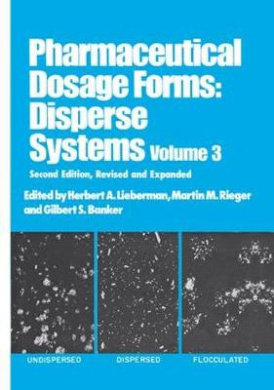 Pharmaceutical
Dosage Forms:
Disperse
Systems Volume 3
Second Edition, Revised and Expanded
Edited by Herbert A. Lieberman, Martin M. Rieger
and Gilbert S. Banker
UNDISPERSED DISPERSED FLOCCULATED